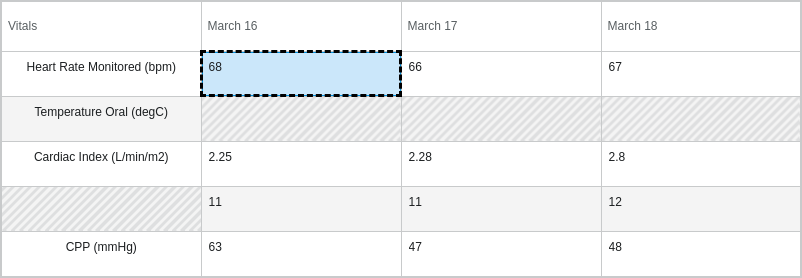 Vitals March 16 March 17 March 18
Heart Rate Monitored (bpm) 68 66 67
Temperature Oral (degC)
Cardiac Index (L/min/m2) 2.25 2.28 2.8
11 11 12
CPP (mmHg) 63 47 48